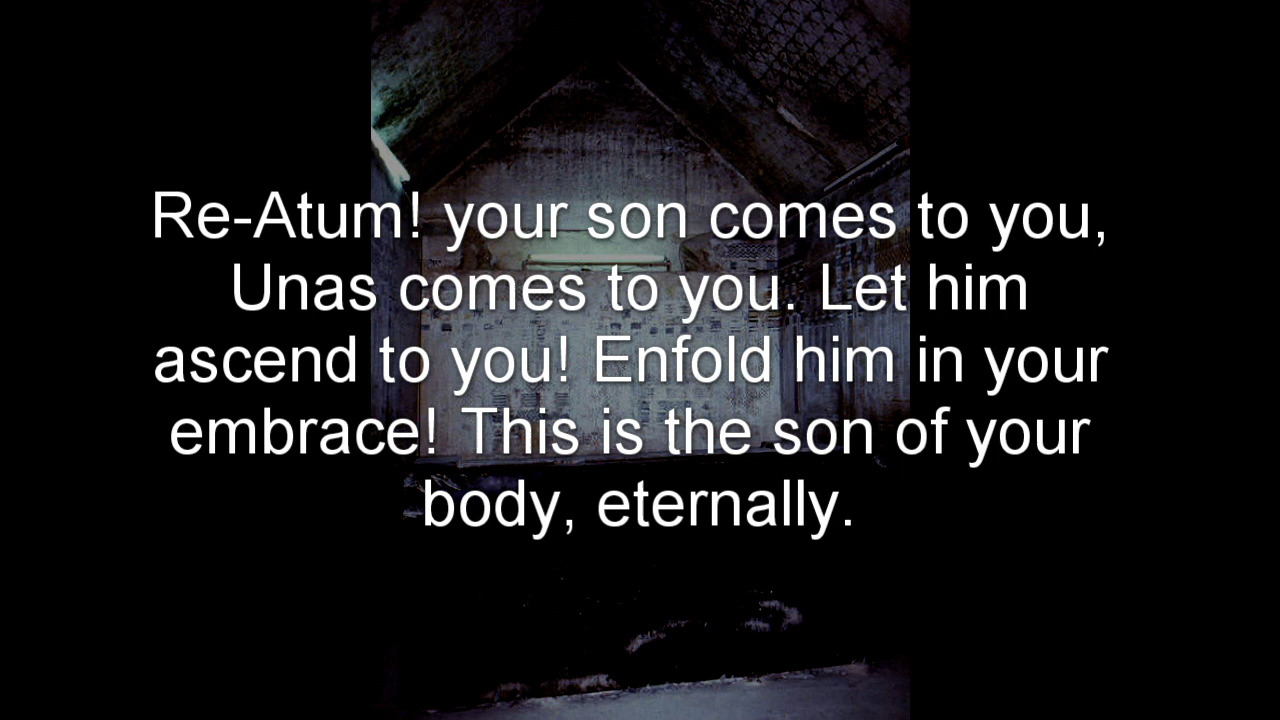 Re-Atum! your son comes to you,
Unas comes to you. Let him
ascend to you! Enfold him in your
embrace! This is the son of your
body, eternally.